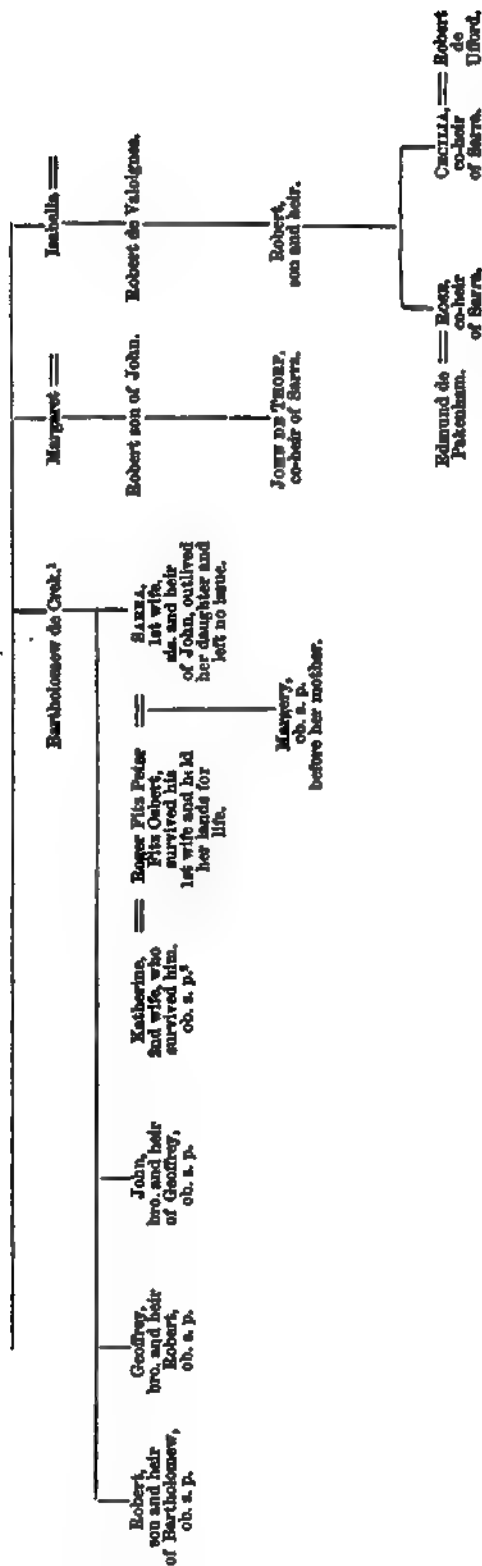 Bartholomew de Crek.¹
Margaret
Isabella,
Robert,
son and heir
of Bartholomew,
ob. s. p.
Geoffrey,
bro. and heir
Robert,
ob. s. p.
John,
bro. and heir
of Geoffrey,
ob. s. p.
Katherine,
2nd wife, who
survived him.
ob. s. p.²
Roger Fitz Peter
Fitz Osbert,
survived his
1st wife and held
her lands for
life.
SARRA,
1st wife,
sis. and heir
of John, outlived
her daughter and
left no issue.
Robert son of John.
Robert de Valoignes.
Margery,
ob. s. p.
before her mother.
JOHN DE THORP,
co-heir of Sarra.
Robert,
son and heir.
Edmund de
Pakenham.
ROSE,
co-heir
of Sarra.
CECILIA,
co-heir
of Sarra.
Robert
de
Ufford.